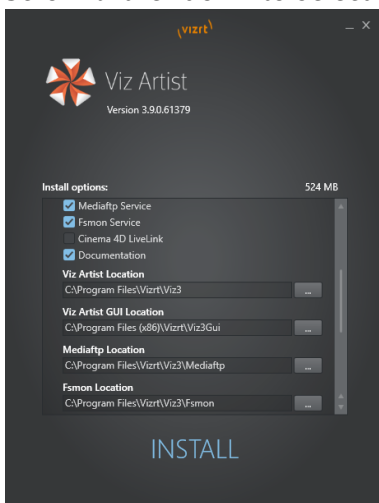 (vizrt)
Viz Artist
Version 3.9.0.61379
Install options: 524 MB
Mediaftp Service
Fsmon Service
Cinema 4D LiveLink
Documentation
Viz Artist Location
C:\Program Files\Vizrt\Viz3
...
Viz Artist GUI Location
C:\Program Files (x86)\Vizrt\Viz3Gui
...
Mediaftp Location
C:\Program Files\Vizrt\Viz3\Mediaftp
...
Fsmon Location
C:\Program Files\Vizrt\Viz3\Fsmon
...
INSTALL